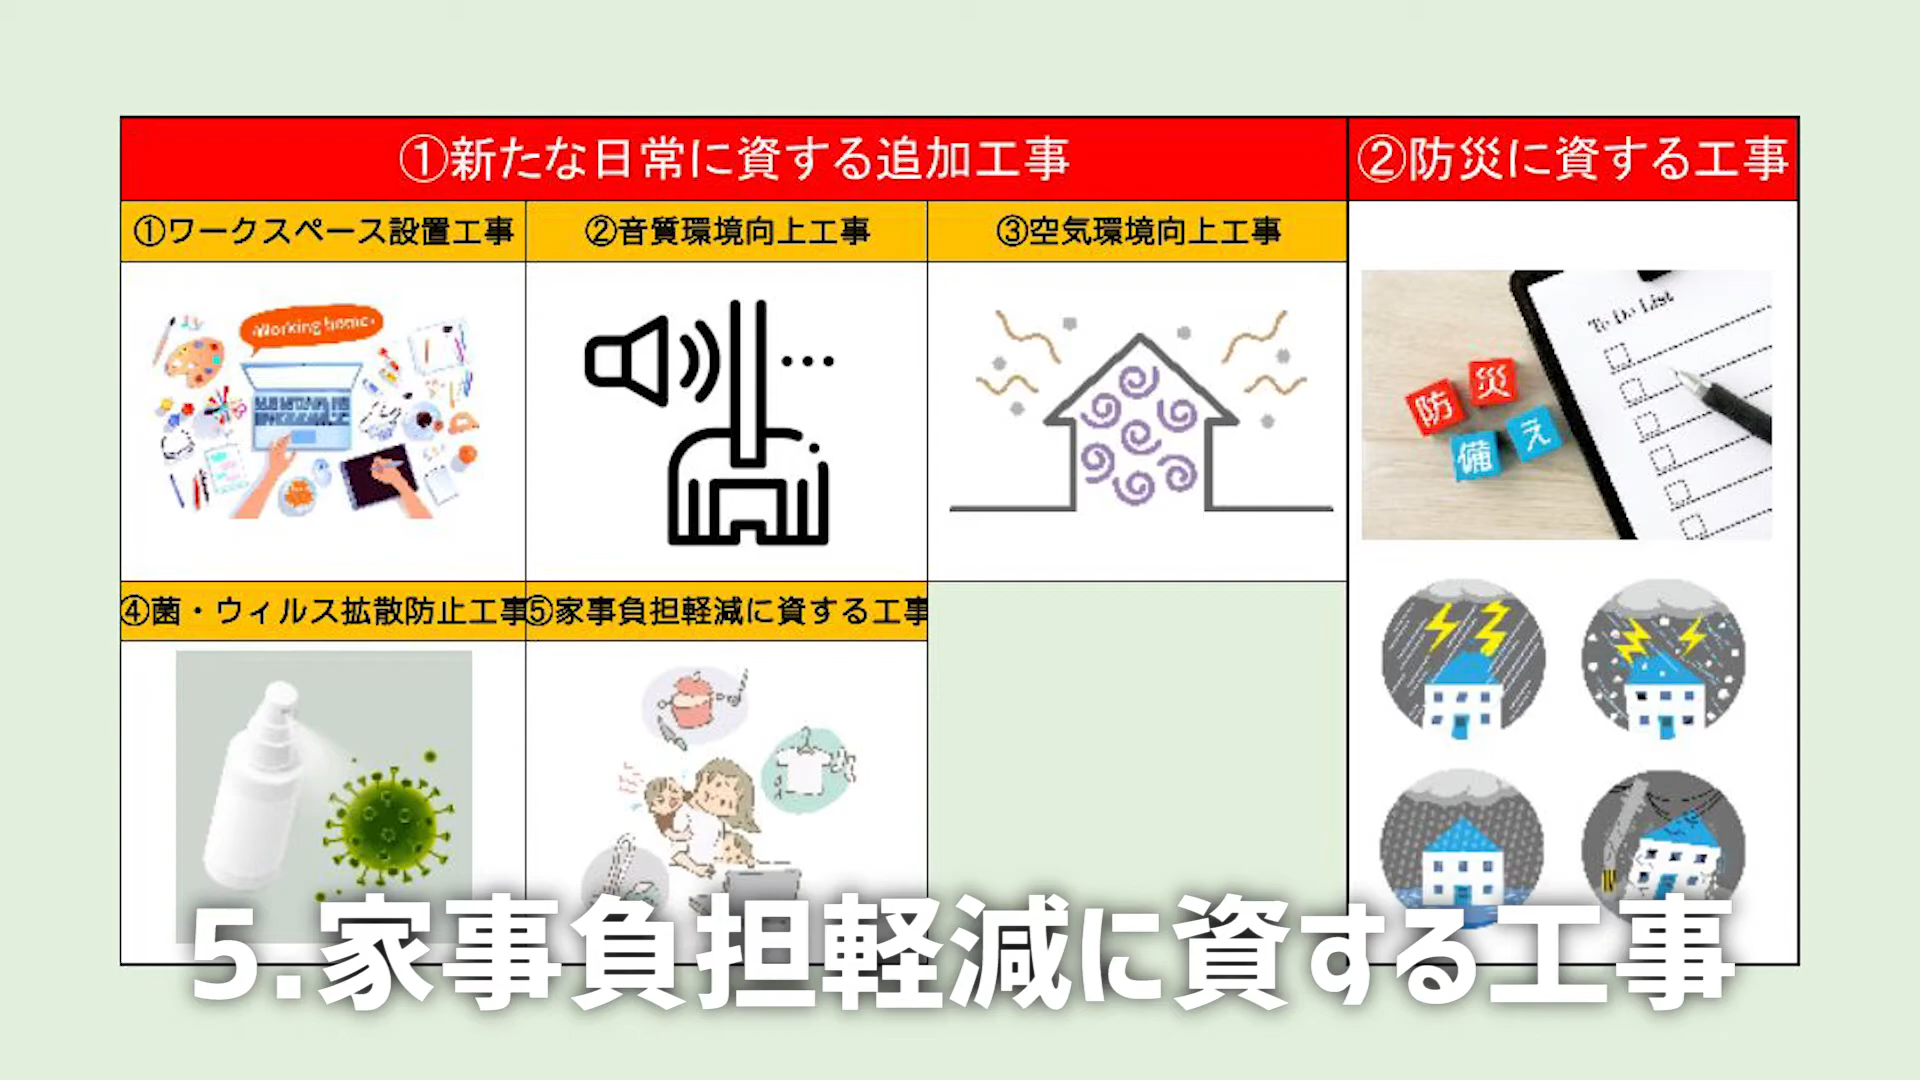 ①新たな日常に資する追加工事
②防災に資する工事
①ワークスペース設置工事
②音質環境向上工事
③空気環境向上工事
Working home
To Do List
防
災
備
え
④菌・ウィルス拡散防止工事
⑤家事負担軽減に資する工事
5.家事負担軽減に資する工事